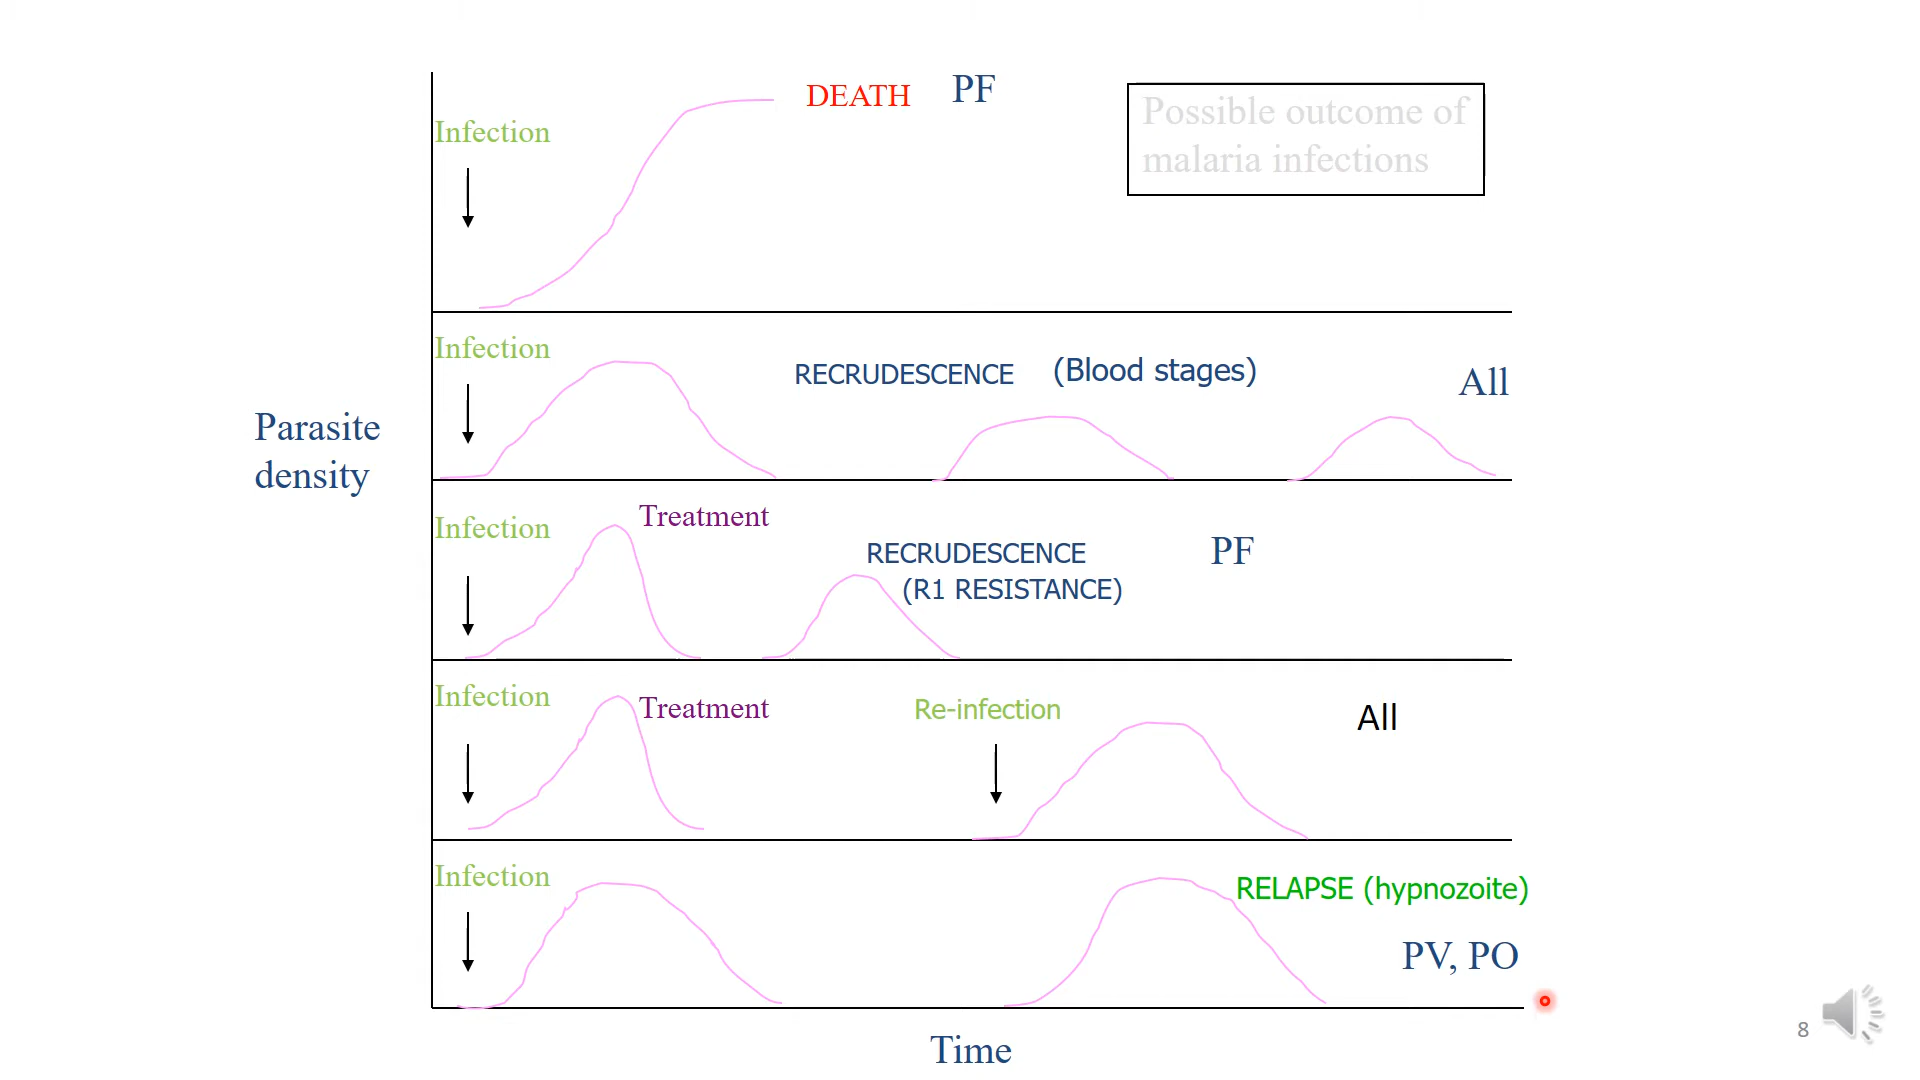 DEATH PF
Possible outcome of
malaria infections
Infection
Infection
RECRUDESCENCE (Blood stages)
All
Parasite
density
Infection
Treatment
RECRUDESCENCE
(R1 RESISTANCE)
PF
Infection
Treatment
Re-infection
All
Infection
RELAPSE (hypnozoite)
PV, PO
Time
8